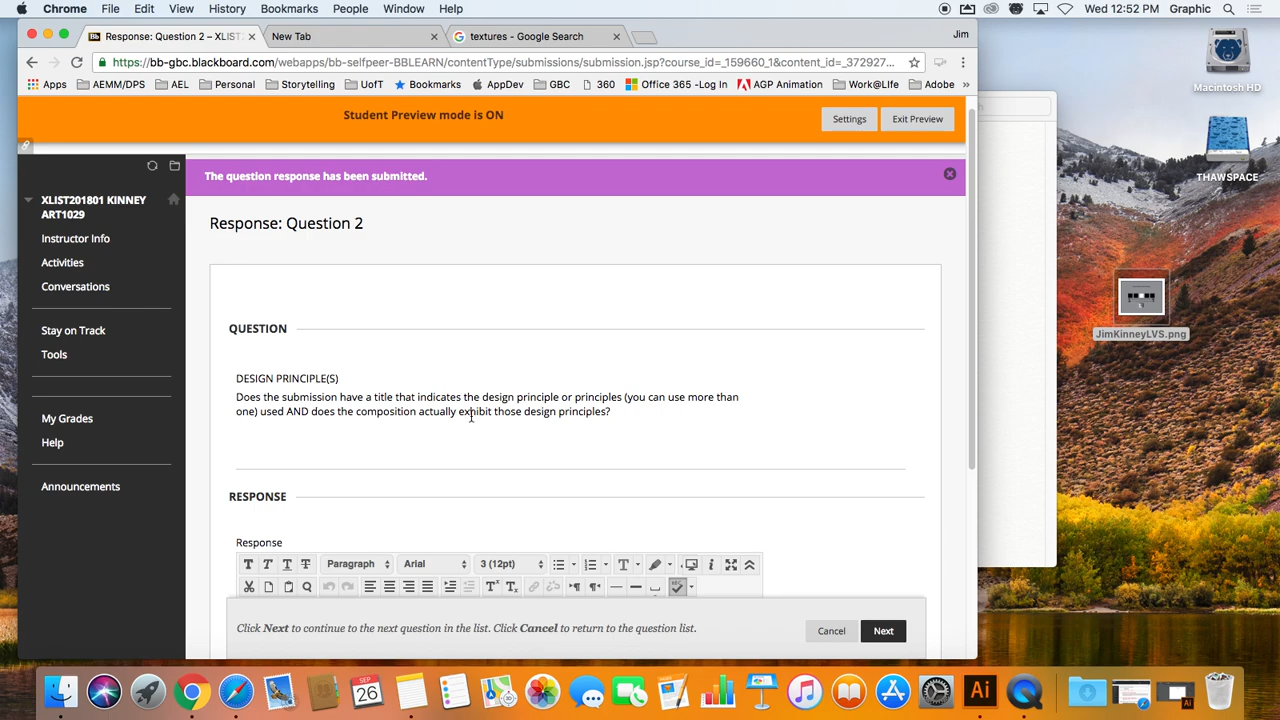 Chrome File Edit View History Bookmarks People Window Help Wed 12:52 PM Graphic
Response: Question 2 – XLIST New Tab textures - Google Search Jim
https://bb-gbc.blackboard.com/webapps/bb-selfpeer-BBLEARN/contentType_submissions/submission.jsp?course_id=_159660_1&content_id=_372927...
Apps AEMM/DPS AEL Personal Storytelling UofT Bookmarks AppDev GBC 360 Office 365 -Log In AGP Animation Work@LIfe Adobe »
Student Preview mode is ON
Settings Exit Preview
The question response has been submitted.
XLIST201801 KINNEY
ART1029
Instructor Info
Activities
Conversations
Stay on Track
Tools
My Grades
Help
Announcements
Response: Question 2
QUESTION
DESIGN PRINCIPLE(S)
Does the submission have a title that indicates the design principle or principles (you can use more than
one) used AND does the composition actually exhibit those design principles?
RESPONSE
Response
T T T T Paragraph Arial 3 (12pt)
Click Next to continue to the next question in the list. Click Cancel to return to the question list.
Cancel Next
Macintosh HD
THAWSPACE
JimKinneyLVS.png
SEP
26
Ai